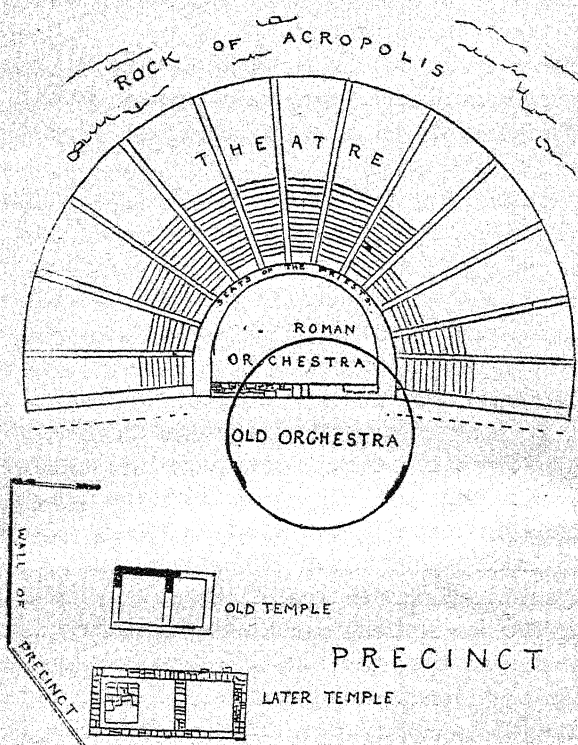 ROCK OF ACROPOLIS
THEATRE
SEATS OF THE PRIESTS.
ROMAN
ORCHESTRA
OLD ORCHESTRA
WALL OF PRECINCT
OLD TEMPLE
PRECINCT
LATER TEMPLE